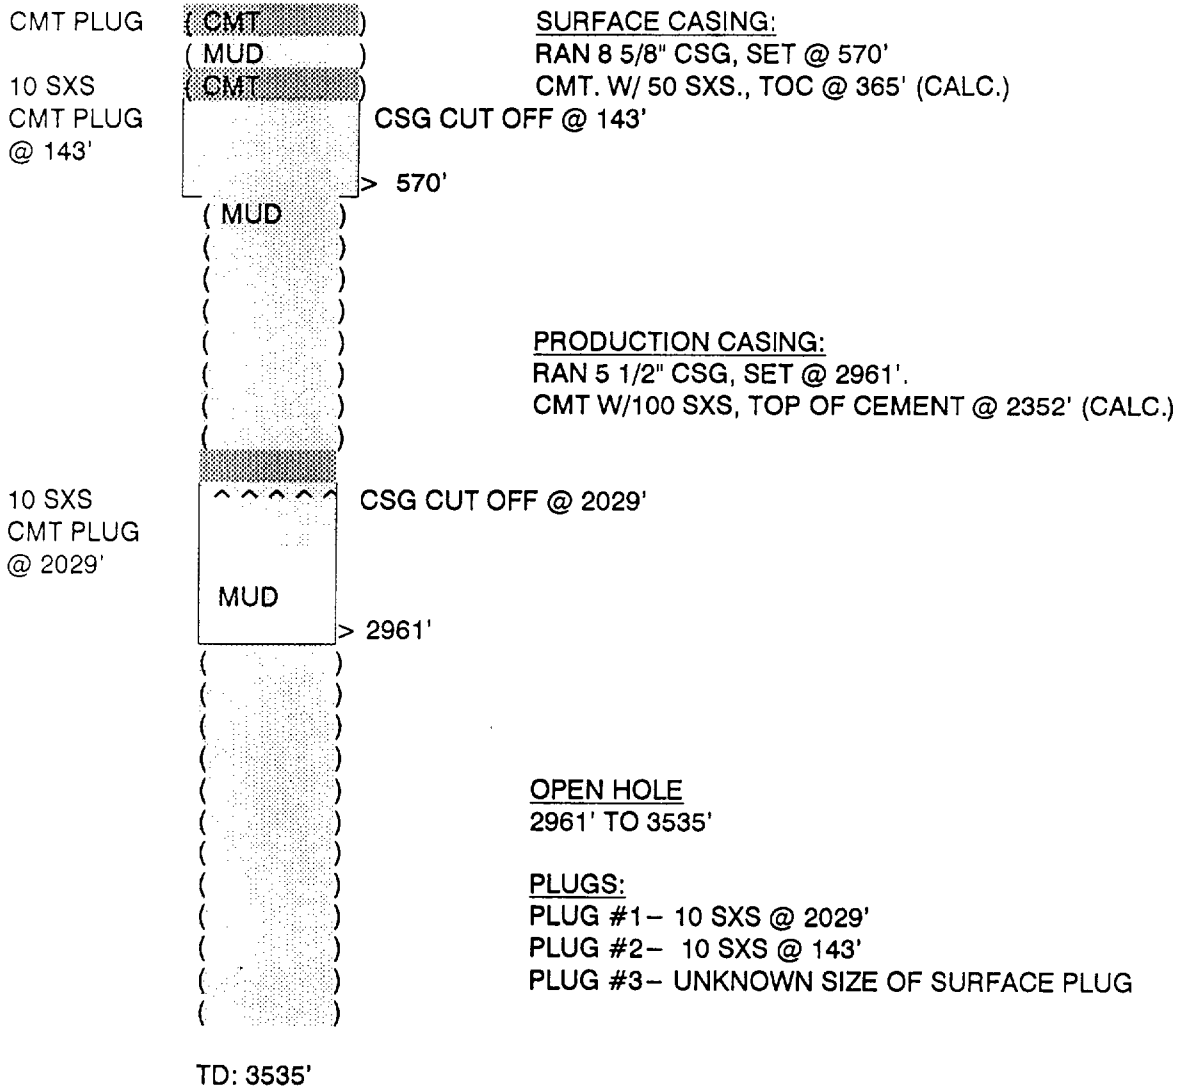 CMT PLUG
( CMT )
( MUD )
10 SXS
( CMT )
CMT PLUG
@ 143'
SURFACE CASING:
RAN 8 5/8" CSG, SET @ 570'
CMT. W/ 50 SXS., TOC @ 365' (CALC.)
CSG CUT OFF @ 143'
> 570'
( MUD )
( )
( )
( )
( )
( )
( )
( )
PRODUCTION CASING:
RAN 5 1/2" CSG, SET @ 2961'.
CMT W/100 SXS, TOP OF CEMENT @ 2352' (CALC.)
10 SXS
CMT PLUG
@ 2029'
^ ^ ^ ^ ^
CSG CUT OFF @ 2029'
MUD
> 2961'
( )
( )
( )
( )
( )
( )
( )
( )
( )
( )
( )
( )
OPEN HOLE
2961' TO 3535'
PLUGS:
PLUG #1– 10 SXS @ 2029'
PLUG #2– 10 SXS @ 143'
PLUG #3– UNKNOWN SIZE OF SURFACE PLUG
TD: 3535'